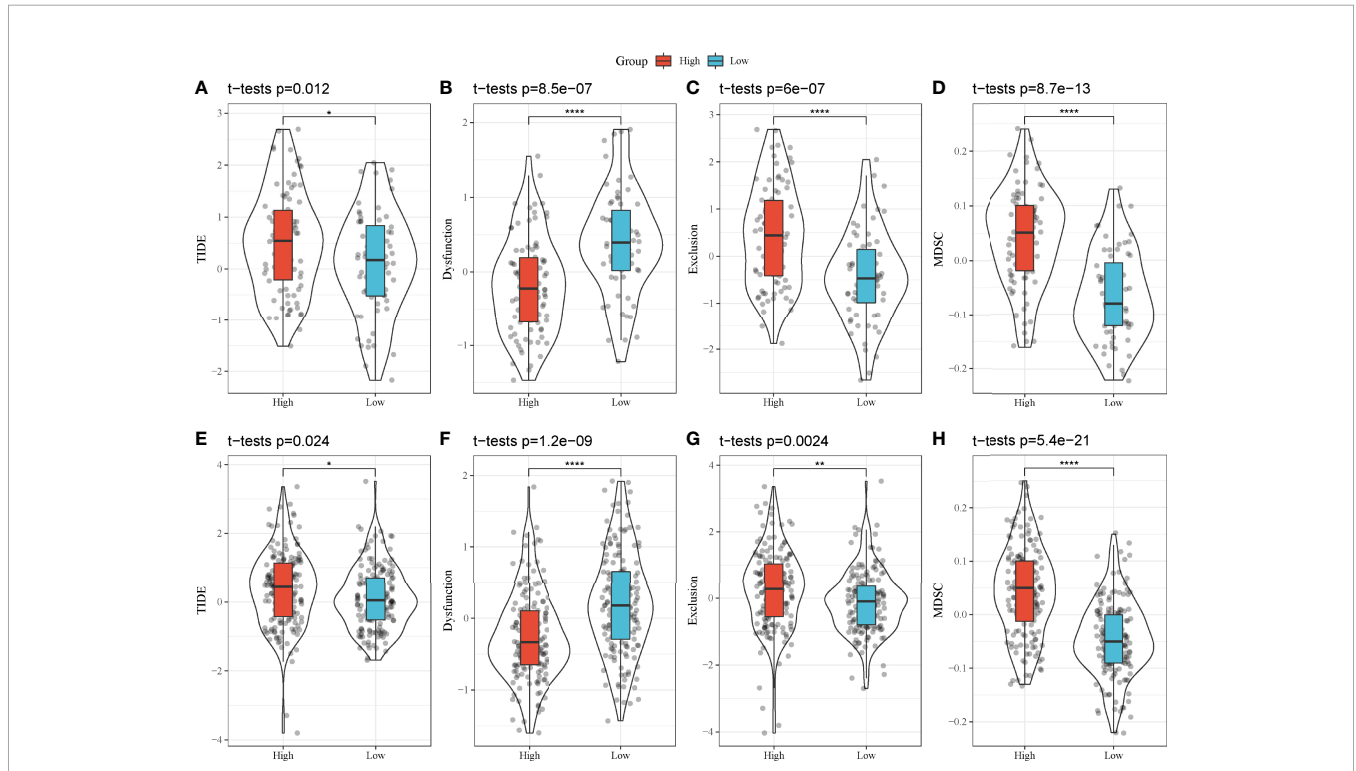 Group High Low
A t-tests p=0.012
B t-tests p=8.5e-07
C t-tests p=6e-07
D t-tests p=8.7e-13
TIDE
3
2
1
0
-1
-2
*
High Low
Dysfunction
2
1
0
-1
****
High Low
Exclusion
3
2
1
0
-1
-2
****
High Low
MDSC
0.2
0.1
0.0
-0.1
-0.2
****
High Low
E t-tests p=0.024
F t-tests p=1.2e-09
G t-tests p=0.0024
H t-tests p=5.4e-21
TIDE
4
2
0
-2
-4
*
High Low
Dysfunction
2
1
0
-1
****
High Low
Exclusion
4
2
0
-2
-4
**
High Low
MDSC
0.2
0.1
0.0
-0.1
-0.2
****
High Low